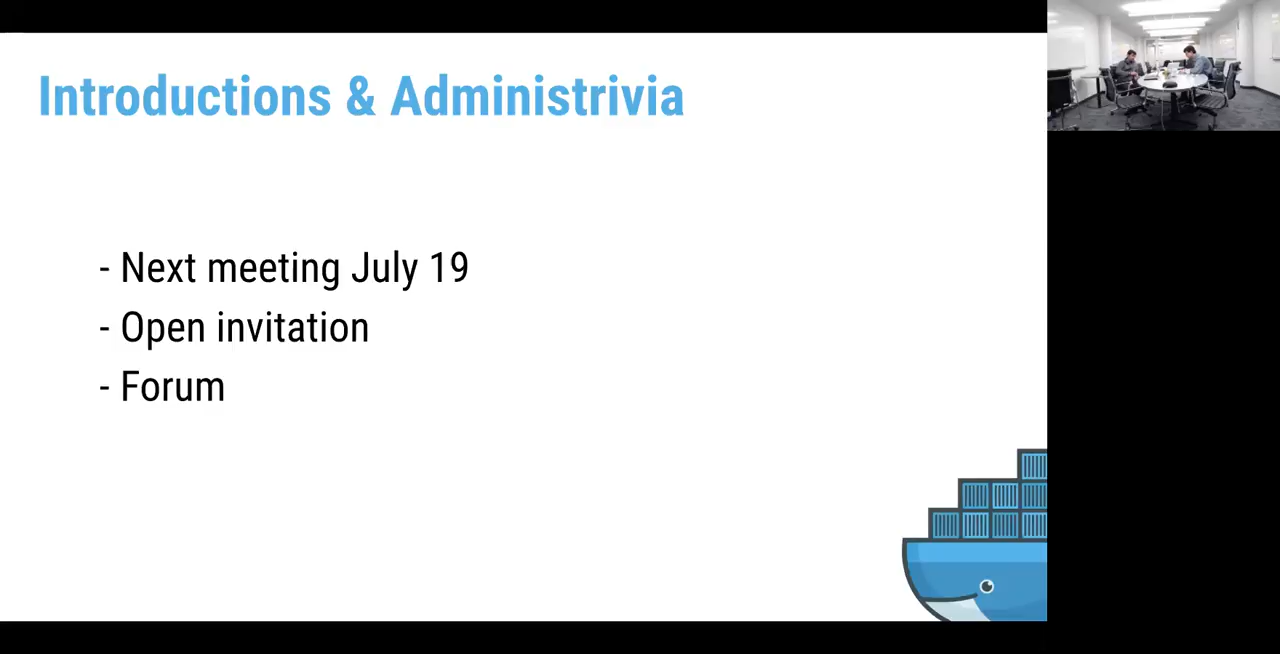 Introductions & Administrivia
- Next meeting July 19
- Open invitation
- Forum